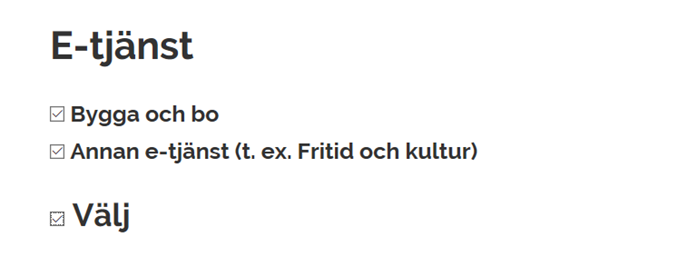 E-tjänst
Bygga och bo
Annan e-tjänst (t. ex. Fritid och kultur)
Välj